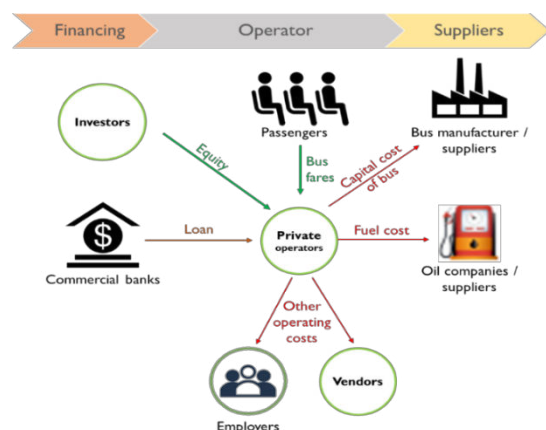 Financing
Operator
Suppliers
Investors
Passengers
Bus manufacturer /
suppliers
Equity
Bus
fares
Capital cost
of bus
Commercial banks
Loan
Private
operators
Fuel cost
Oil companies /
suppliers
Other
operating
costs
Employers
Vendors